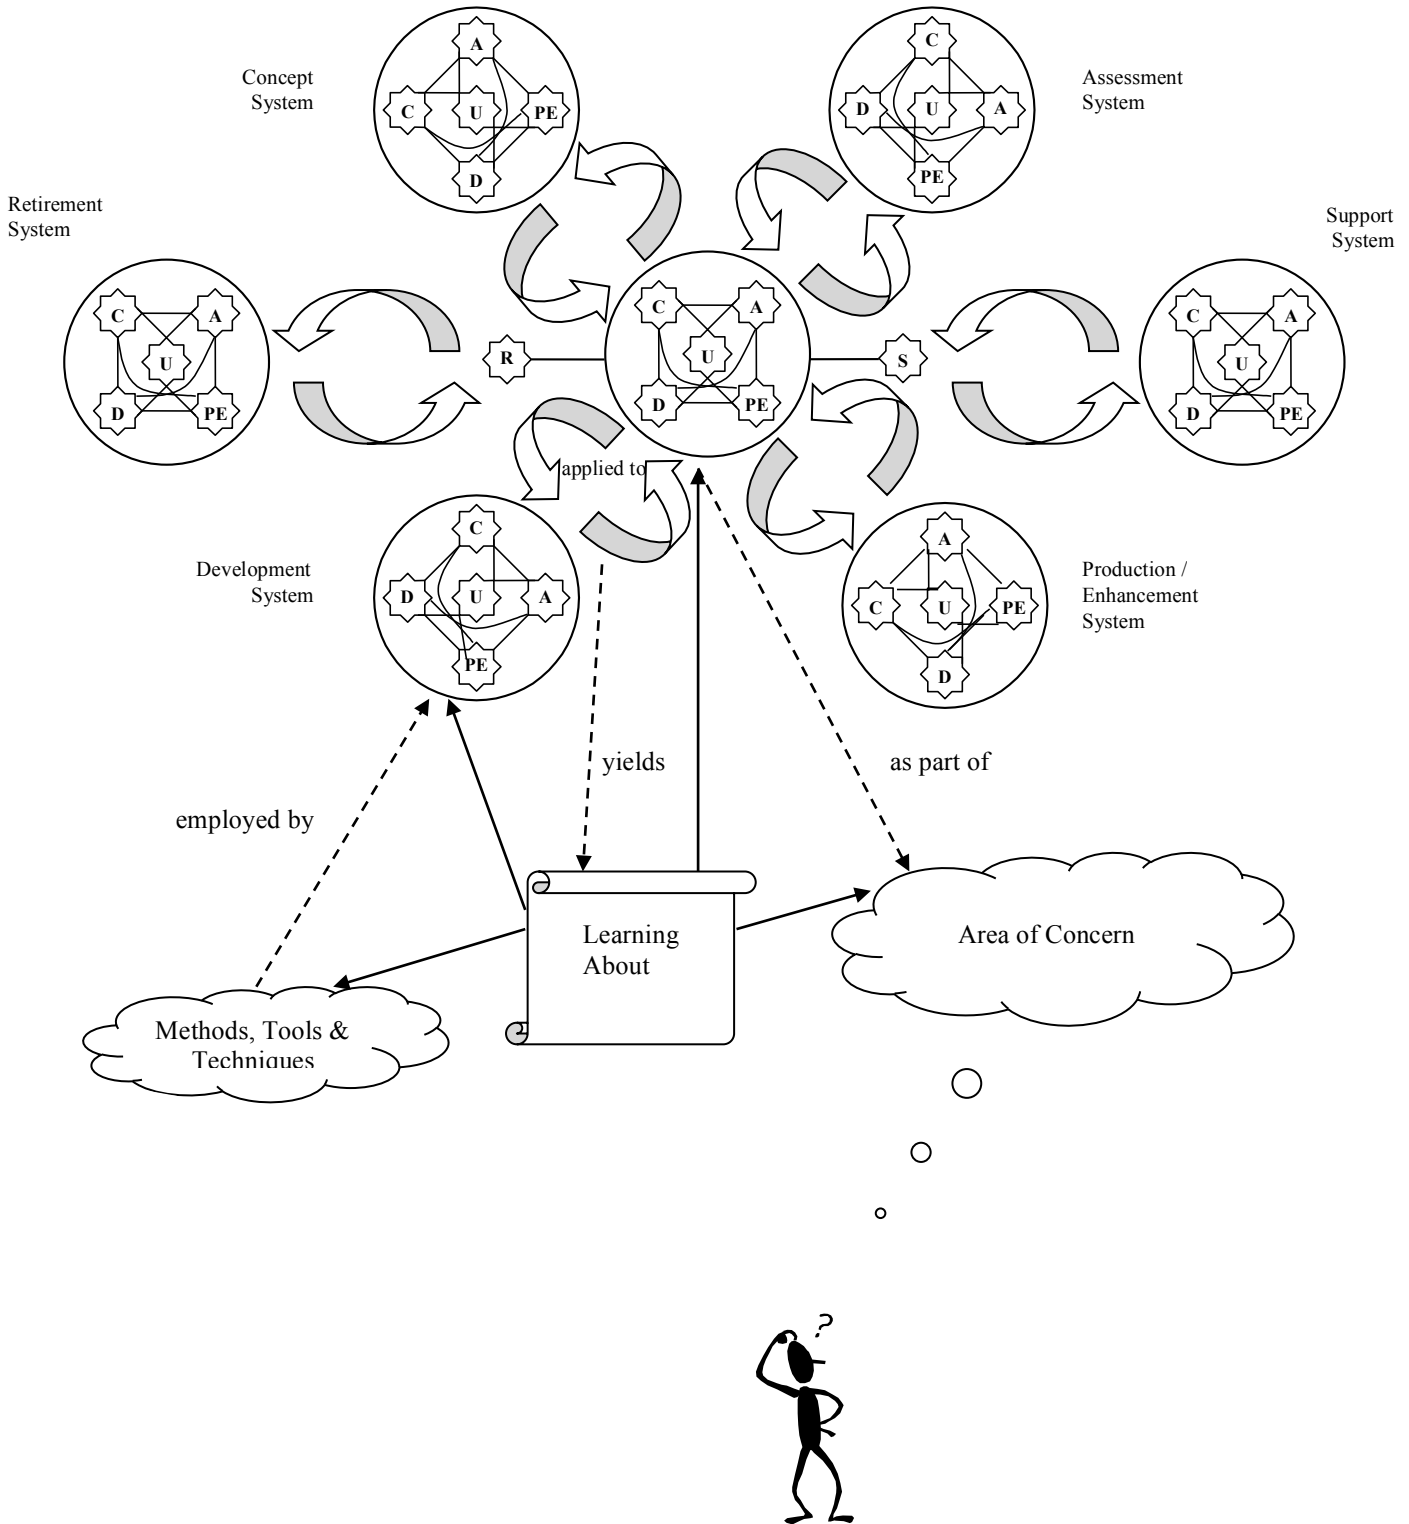 A
C
U
PE
D
Concept
System
C
D
U
A
PE
Assessment
System
Retirement
System
Support
System
C
A
U
D
PE
R
C
A
U
D
PE
S
C
A
U
D
PE
applied to
C
D
U
A
PE
Development
System
A
C
U
PE
D
Production /
Enhancement
System
yields
as part of
employed by
Learning
About
Area of Concern
Methods, Tools &
Techniques
?